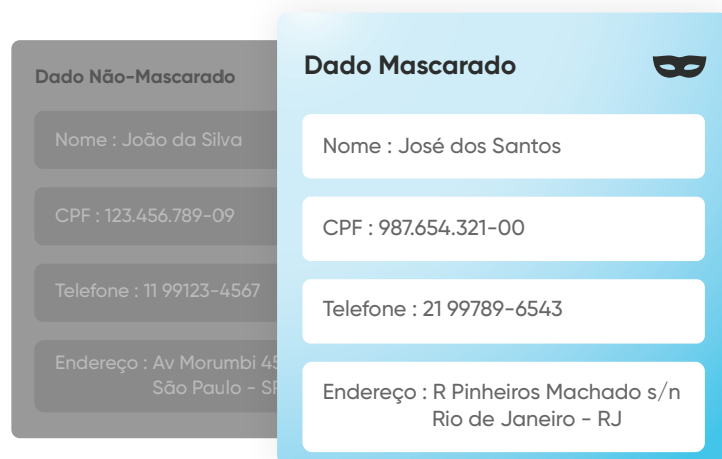 Dado Não-Mascarado
Nome : João da Silva
CPF : 123.456.789-09
Telefone : 11 99123-4567
Endereço : Av Morumbi
São Paulo -
Dado Mascarado
Nome : José dos Santos
CPF : 987.654.321-00
Telefone : 21 99789-6543
Endereço : R Pinheiros Machado s/n
Rio de Janeiro - RJ